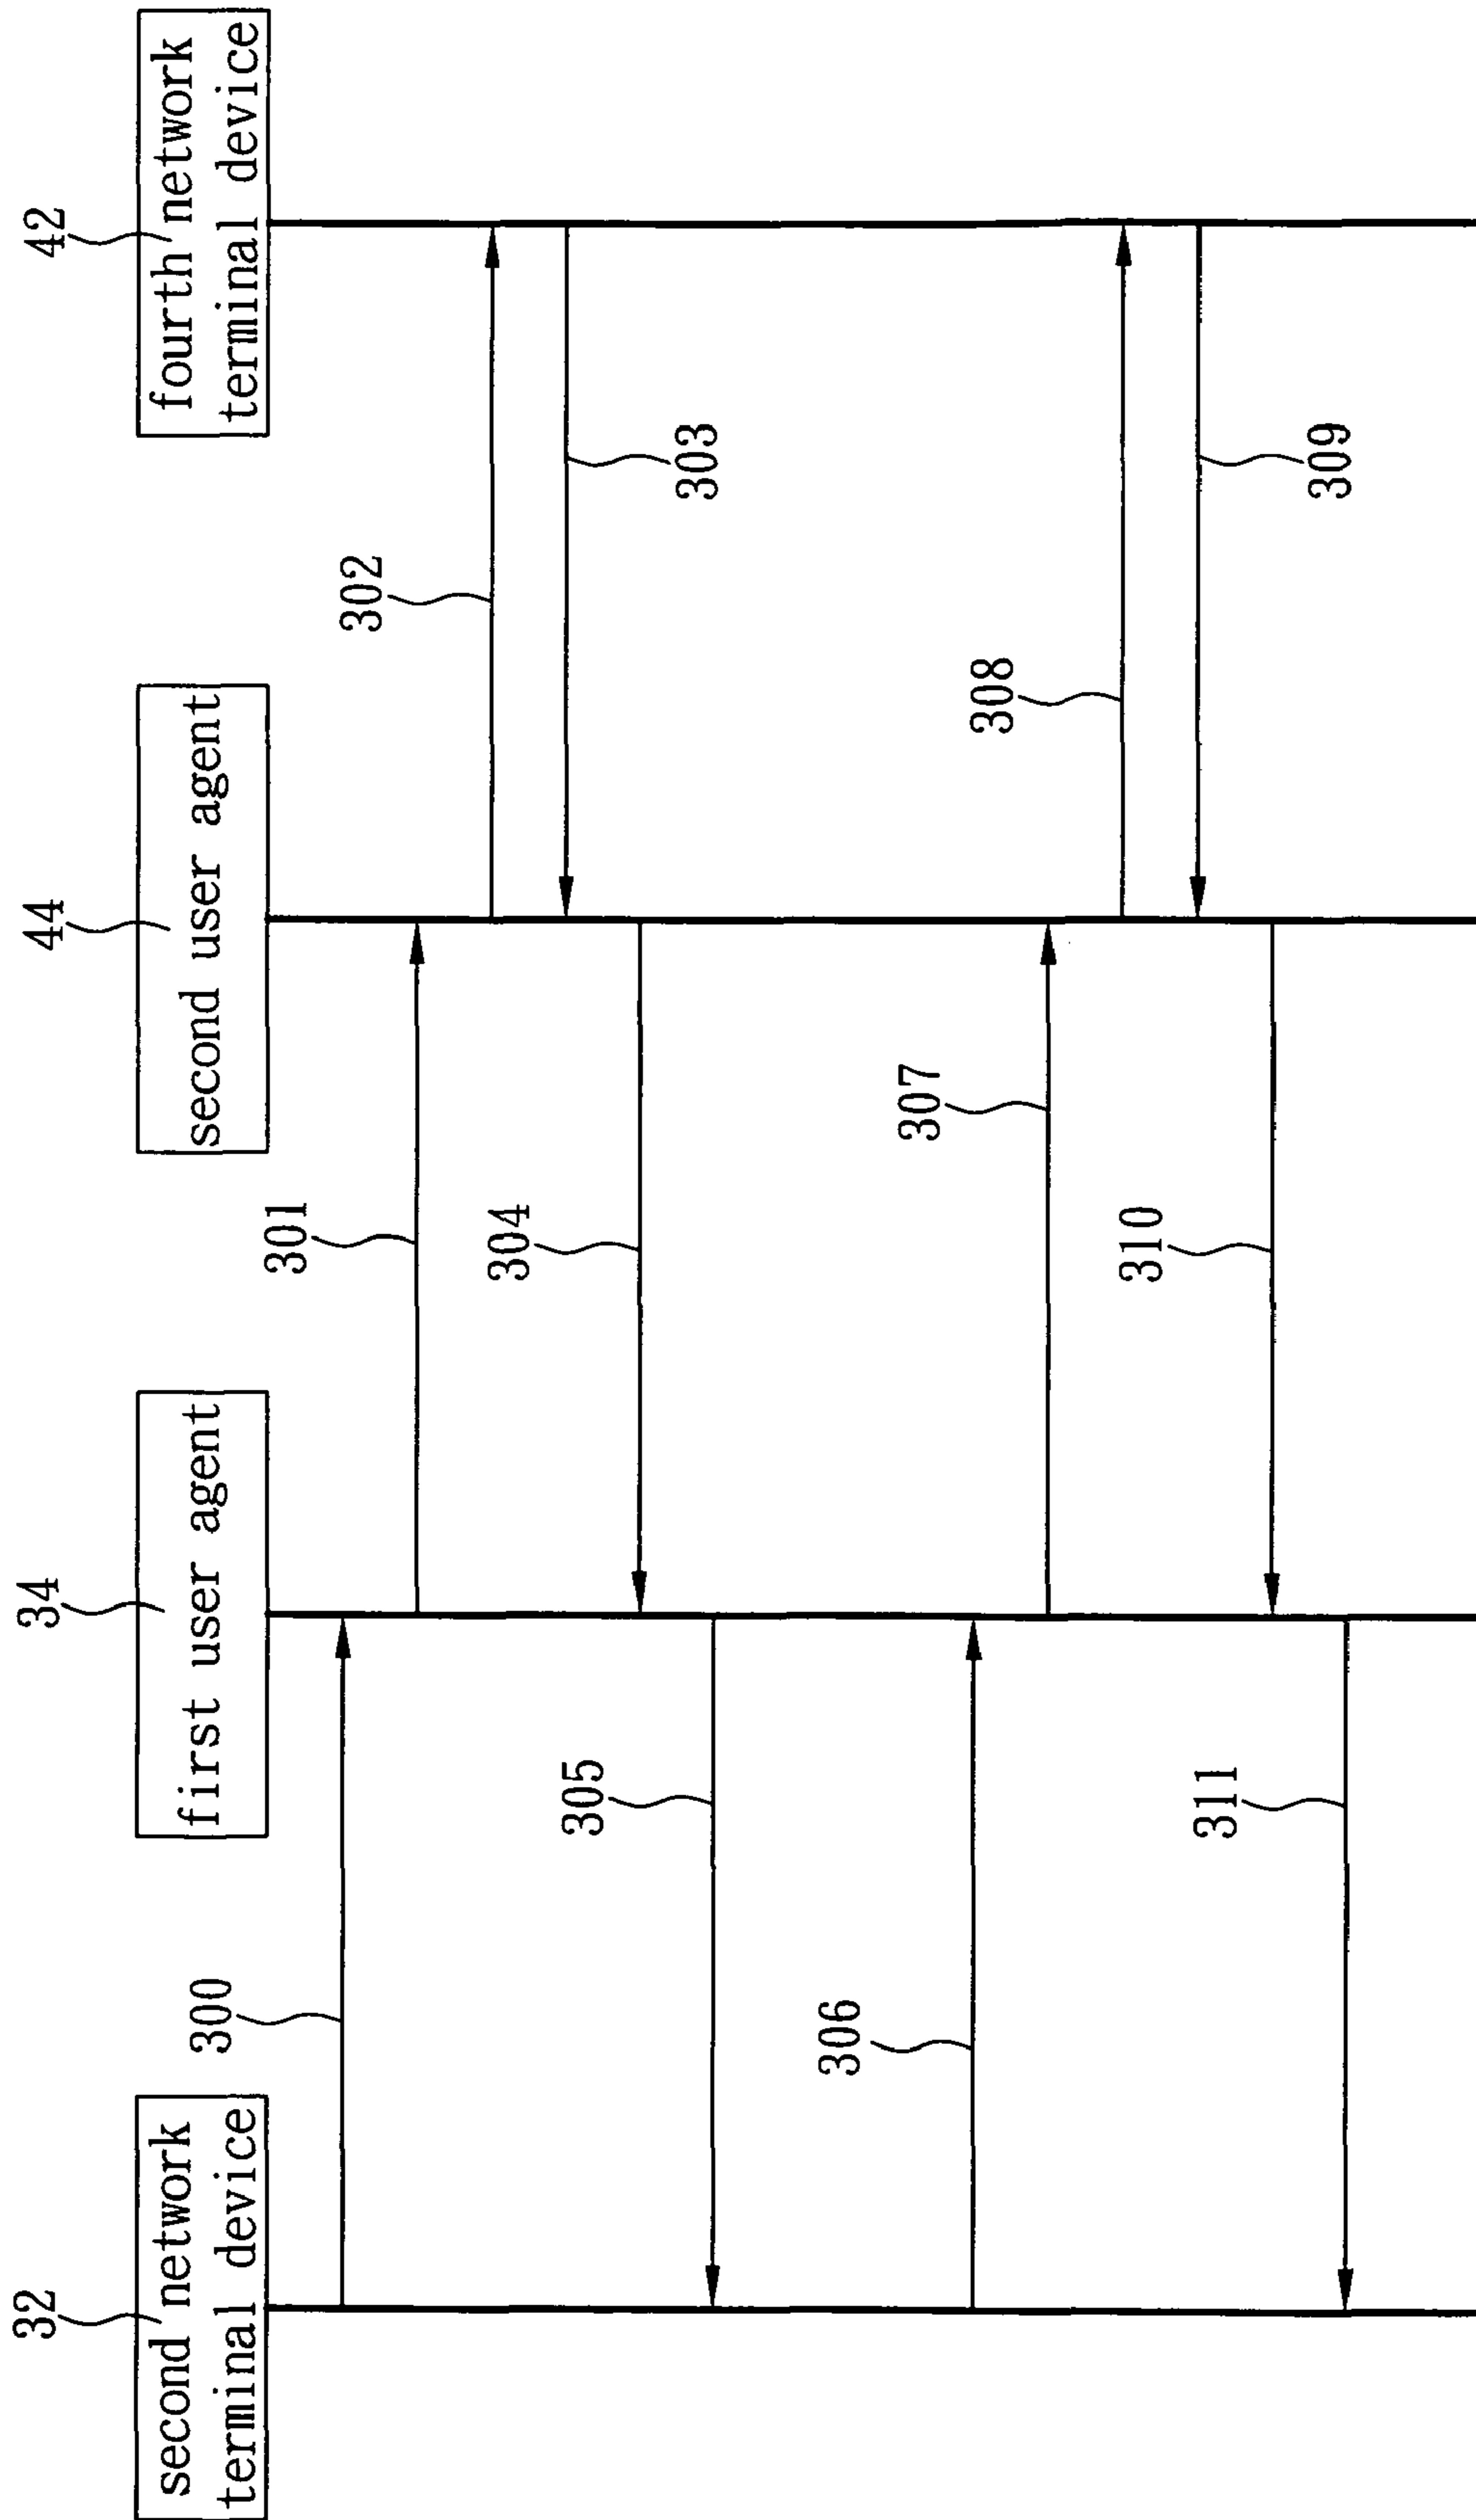 32
34
44
42
second network
terminal device
first user agent
second user agent
fourth network
terminal device
300
301
302
303
304
305
306
307
308
309
310
311